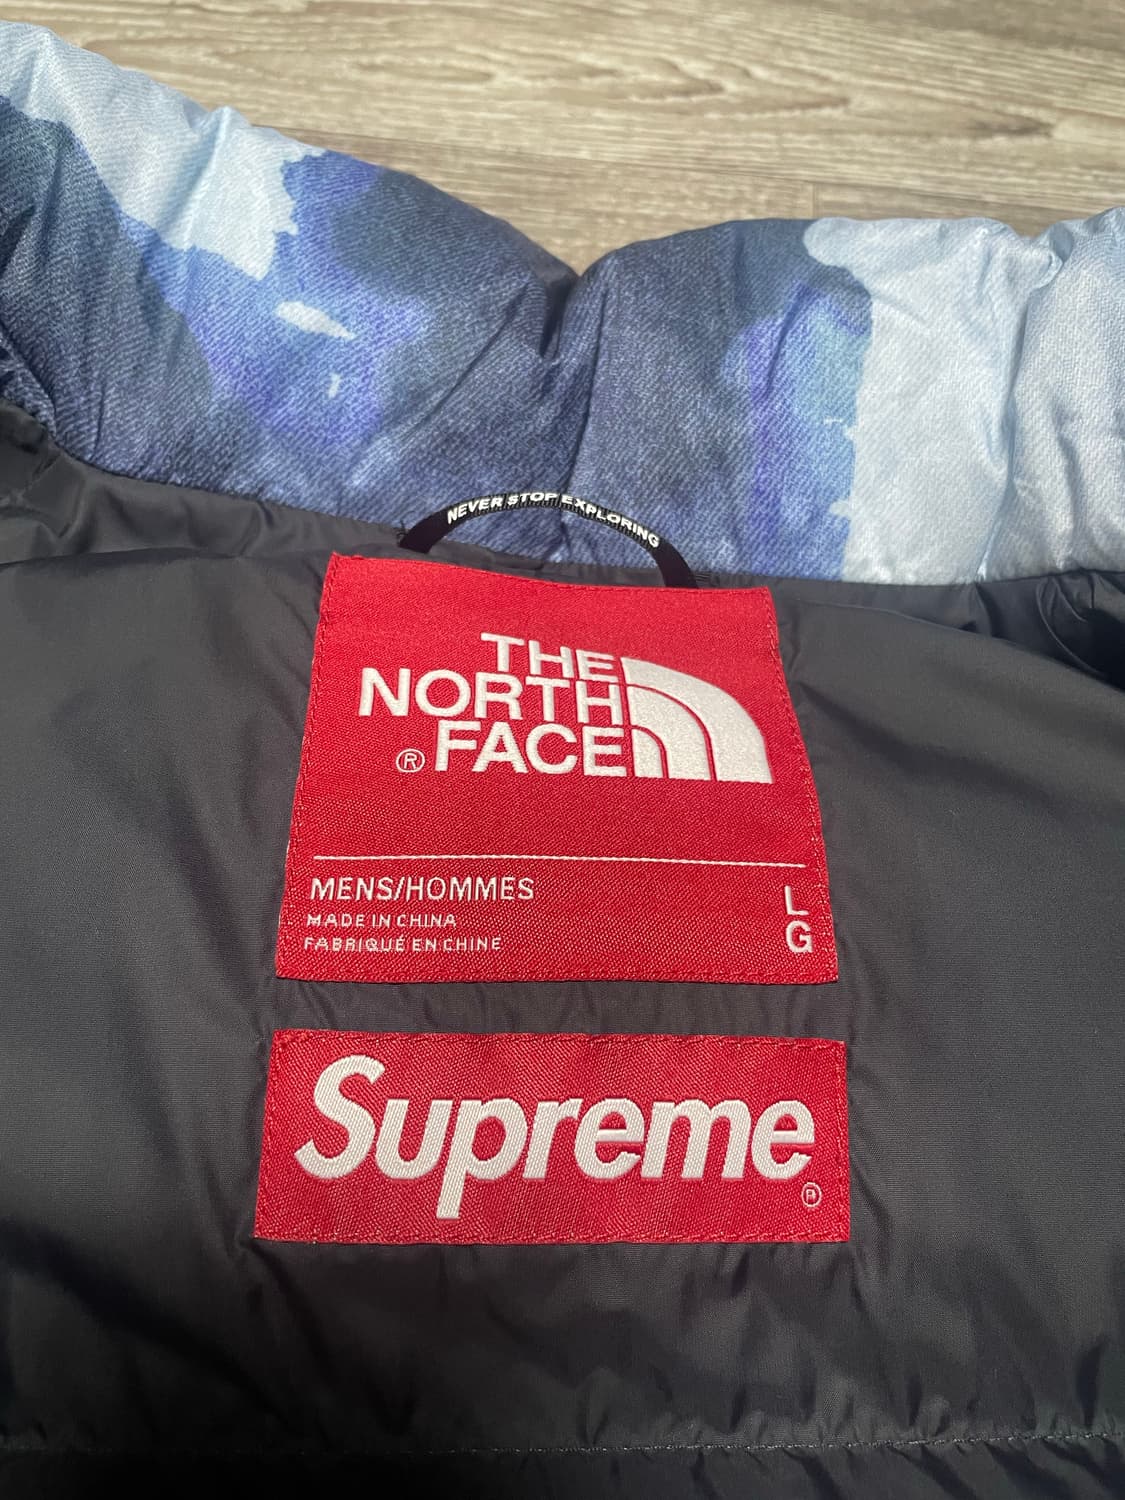 NEVER STOP EXPLORING
THE
NORTH
® FACE
MENS/HOMMES
MADE IN CHINA
FABRIQUÉ EN CHINE
L
G
Supreme
®